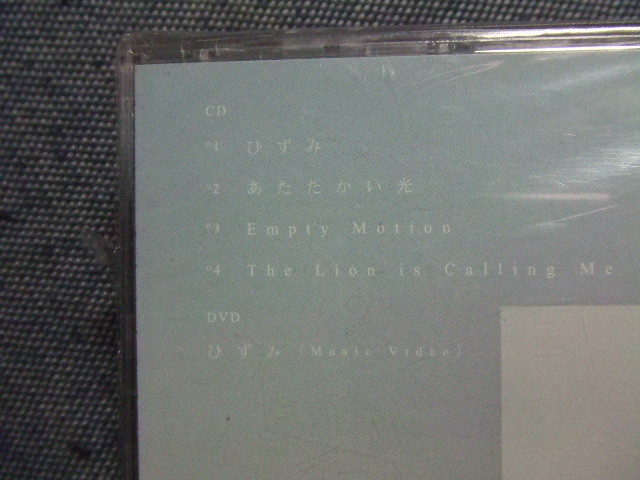 CD
01 ひずみ
02 あたたかい光
03 Empty Motion
04 The Lion is Calling Me
DVD
ひずみ (Music Video)